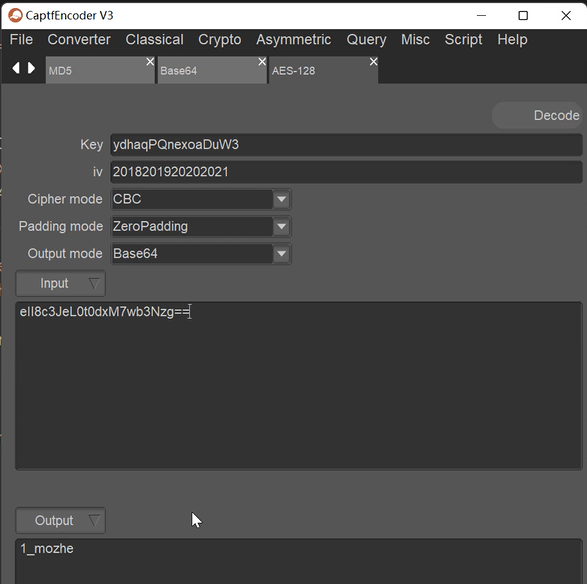 CaptfEncoder V3
File Converter Classical Crypto Asymmetric Query Misc Script Help
MD5 Base64 AES-128
Decode
Key ydhaqPQnexoaDuW3
iv 2018201920202021
Cipher mode CBC
Padding mode ZeroPadding
Output mode Base64
Input
eII8c3JeL0t0dxM7wb3Nzg==
Output
1_mozhe